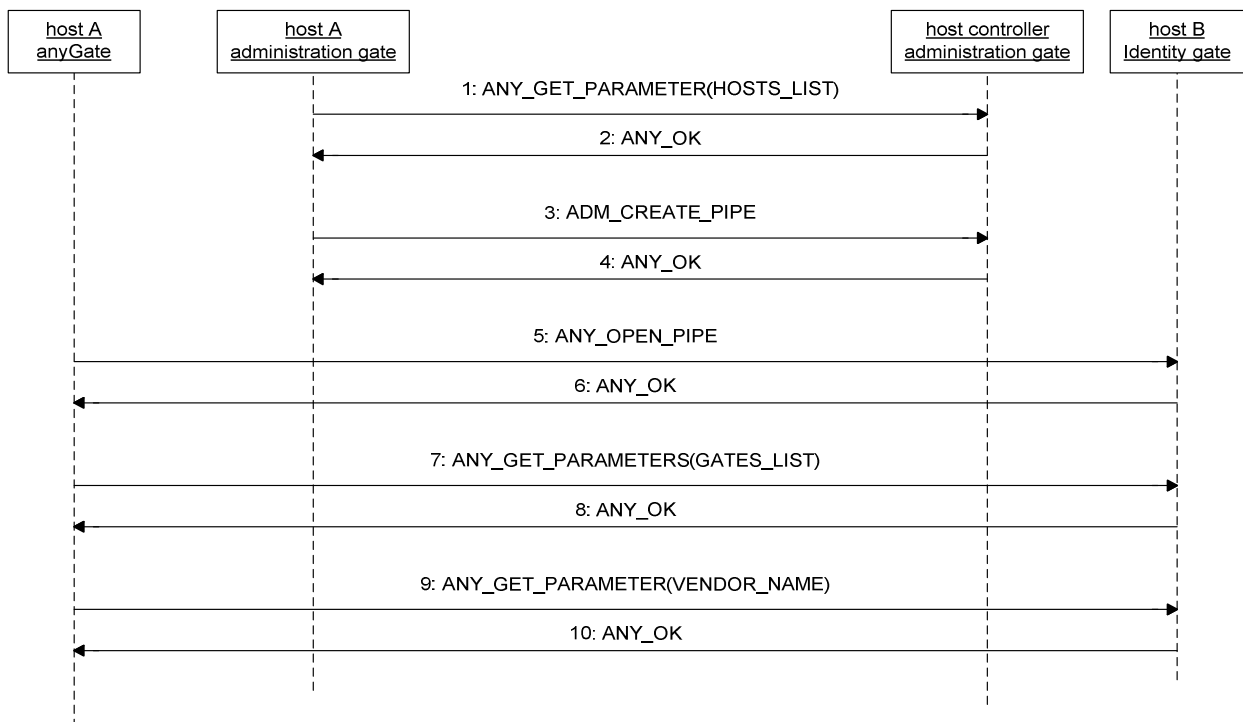 host A
anyGate
host A
administration gate
host controller
administration gate
host B
Identity gate
1: ANY_GET_PARAMETER(HOSTS_LIST)
2: ANY_OK
3: ADM_CREATE_PIPE
4: ANY_OK
5: ANY_OPEN_PIPE
6: ANY_OK
7: ANY_GET_PARAMETERS(GATES_LIST)
8: ANY_OK
9: ANY_GET_PARAMETER(VENDOR_NAME)
10: ANY_OK